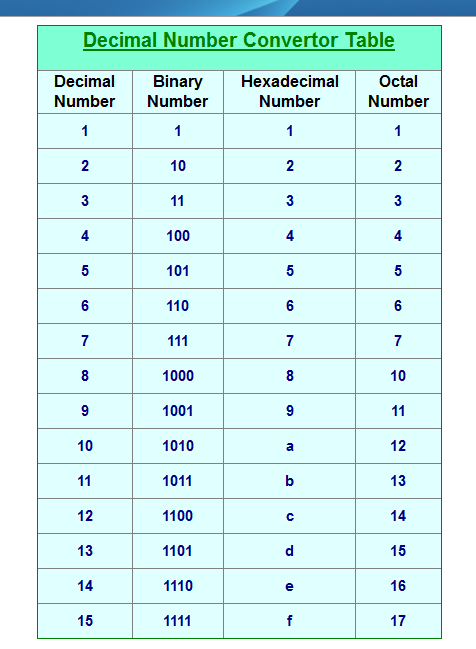 Decimal Number Convertor Table
Decimal Number Binary Number Hexadecimal Number Octal Number
1 1 1 1
2 10 2 2
3 11 3 3
4 100 4 4
5 101 5 5
6 110 6 6
7 111 7 7
8 1000 8 10
9 1001 9 11
10 1010 a 12
11 1011 b 13
12 1100 c 14
13 1101 d 15
14 1110 e 16
15 1111 f 17